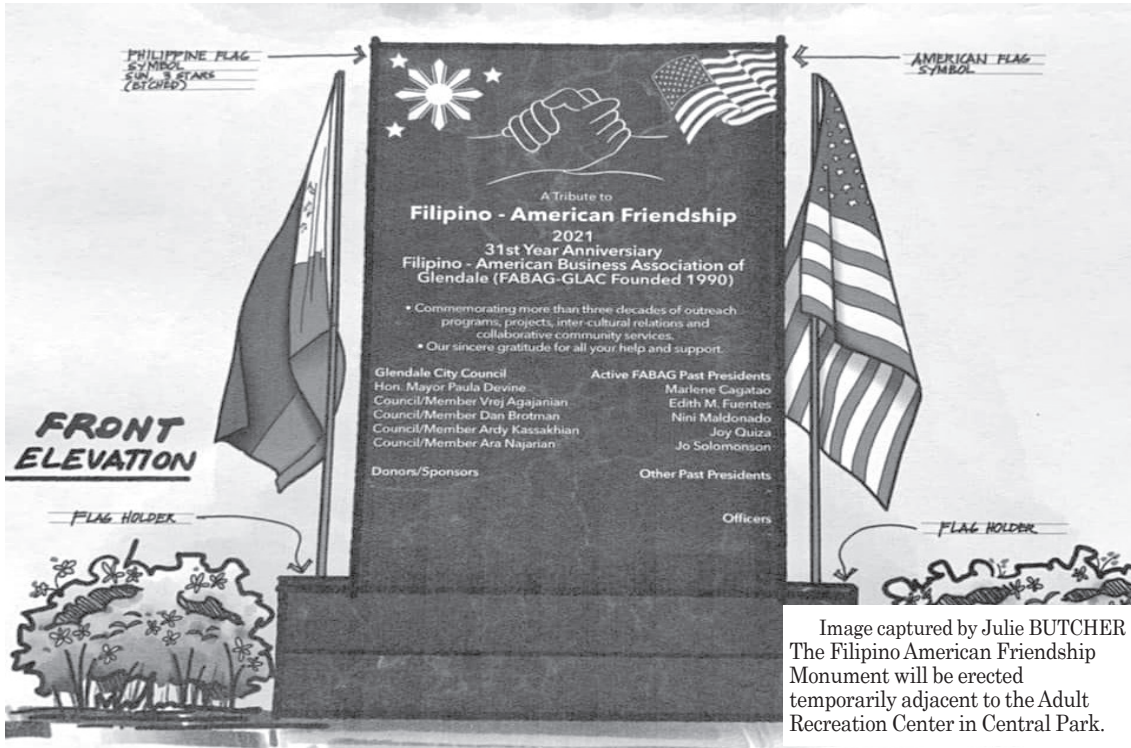 PHILIPPINE FLAG
SYMBOL
SUN, 3 STARS
(ETCHED)
AMERICAN FLAG
SYMBOL
A Tribute to
Filipino - American Friendship
2021
31st Year Anniversiary
Filipino - American Business Association of
Glendale (FABAG-GLAC Founded 1990)
• Commemorating more than three decades of outreach
programs, projects, inter-cultural relations and
collaborative community services.
• Our sincere gratitude for all your help and support.
Glendale City Council
Hon. Mayor Paula Devine
Council/Member Vrej Agajanian
Council/Member Dan Brotman
Council/Member Ardy Kassakhian
Council/Member Ara Najarian
Donors/Sponsors
Active FABAG Past Presidents
Marlene Cagatao
Edith M. Fuentes
Nini Maldonado
Joy Quiza
Jo Solomonson
Other Past Presidents
Officers
FRONT
ELEVATION
FLAG HOLDER
FLAG HOLDER
Image captured by Julie BUTCHER
The Filipino American Friendship
Monument will be erected
temporarily adjacent to the Adult
Recreation Center in Central Park.